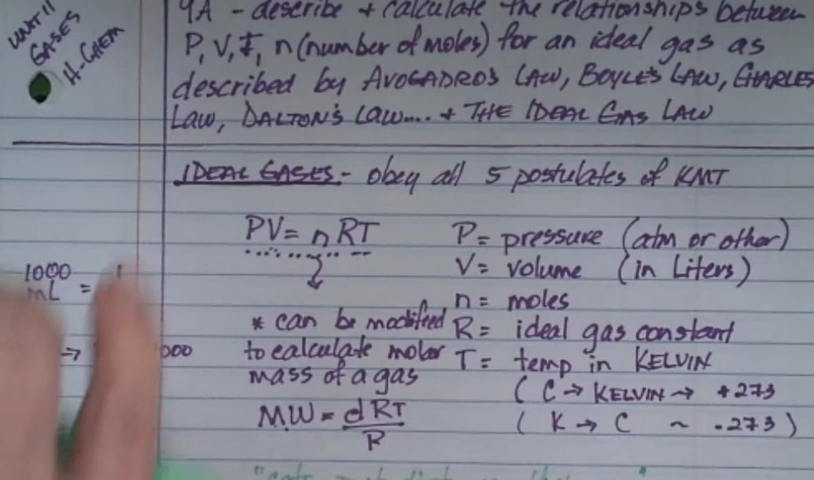 UNIT 11
GASES
H-CHEM
9A - describe + calculate the relationships between
P, V, T, n (number of moles) for an ideal gas as
described by AVOGADRO'S LAW, BOYLE'S LAW, CHARLES
LAW, DALTON'S LAW.... + THE IDEAL GAS LAW
IDEAL GASES - obey all 5 postulates of KMT
PV = nRT
P = pressure (atm or other)
V = volume (in Liters)
n = moles
R = ideal gas constant
T = temp in KELVIN
( C → KELVIN → +273
( K → C ~ -273 )
1000
mL = 1
→ 000
* can be modified
to calculate molar
mass of a gas
MW = dRT
P